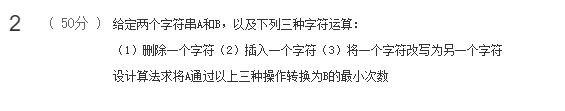 2 （ 50分 ） 给定两个字符串A和B，以及下列三种字符运算：
（1）删除一个字符（2）插入一个字符（3）将一个字符改写为另一个字符
设计算法求将A通过以上三种操作转换为B的最小次数